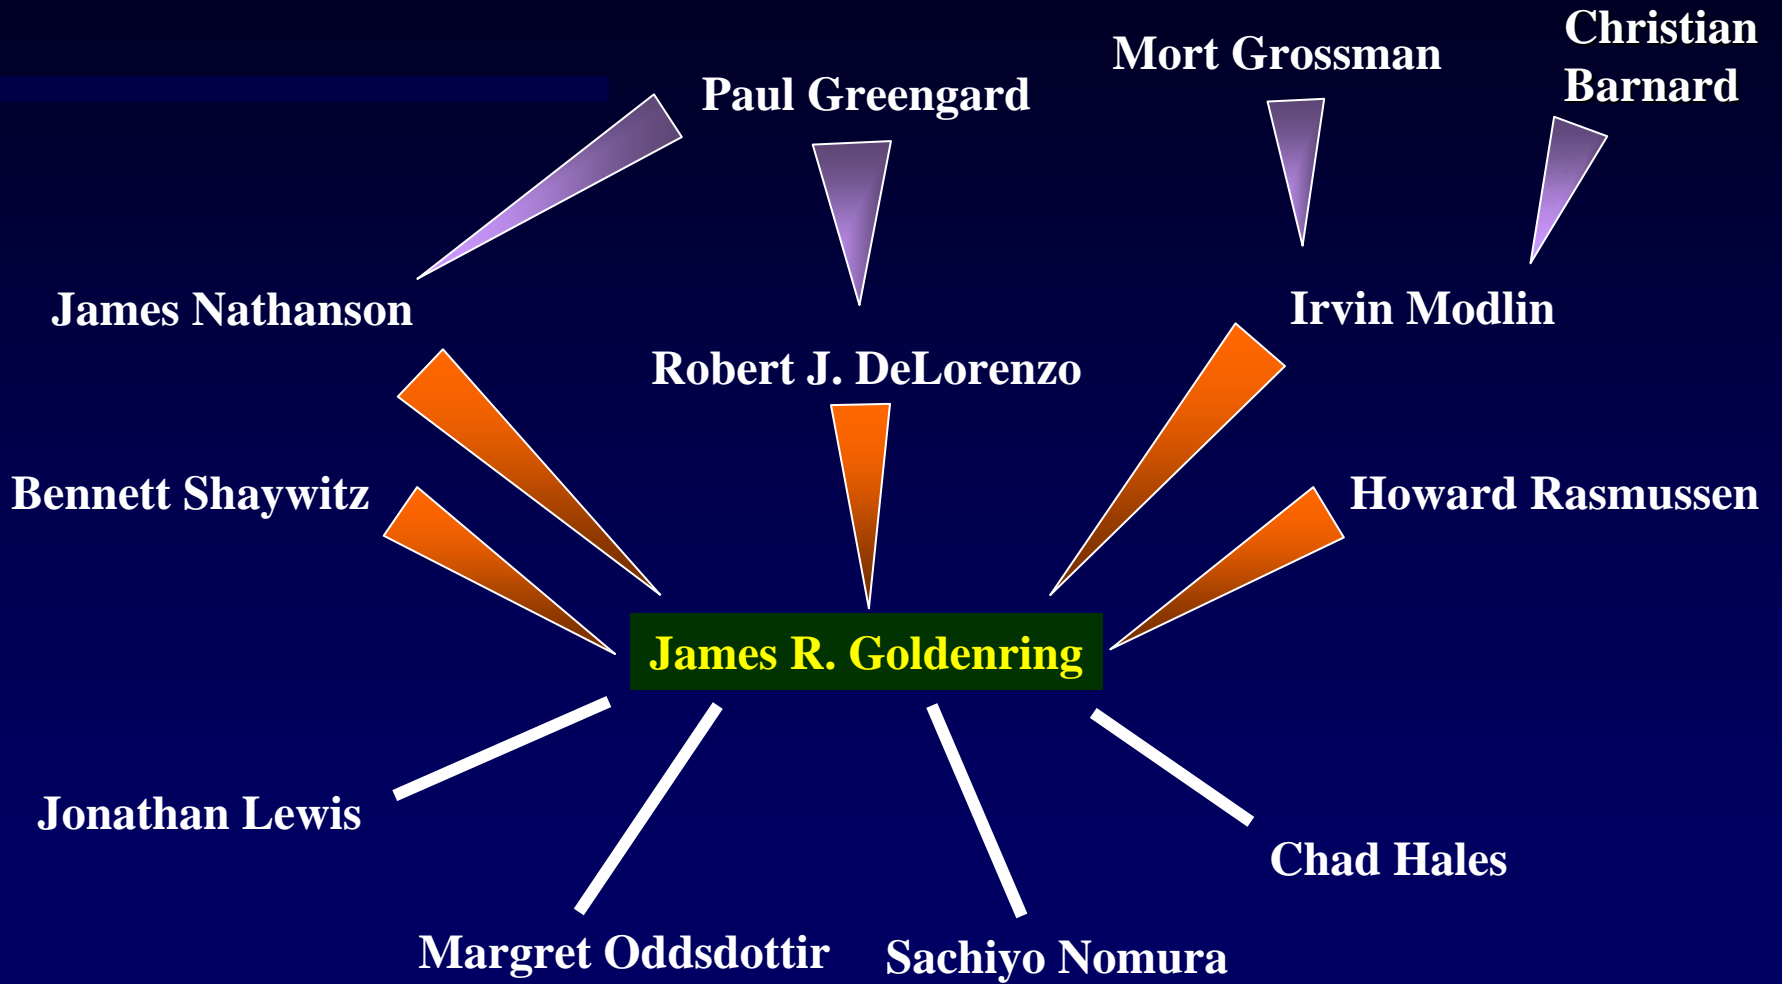 Christian
Barnard
Mort Grossman
Paul Greengard
James Nathanson
Irvin Modlin
Robert J. DeLorenzo
Bennett Shaywitz
Howard Rasmussen
James R. Goldenring
Jonathan Lewis
Chad Hales
Margret Oddsdottir
Sachiyo Nomura